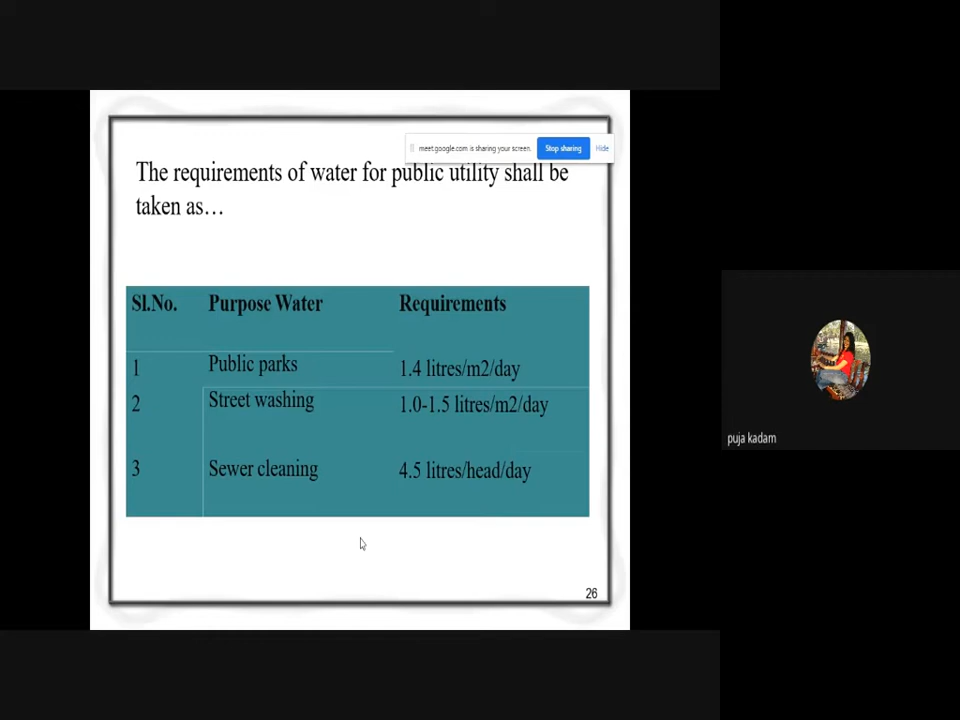 meet.google.com is sharing your screen. Stop sharing Hide
The requirements of water for public utility shall be
taken as…
Sl.No. Purpose Water Requirements
1 Public parks 1.4 litres/m2/day
2 Street washing 1.0-1.5 litres/m2/day
3 Sewer cleaning 4.5 litres/head/day
26
puja kadam